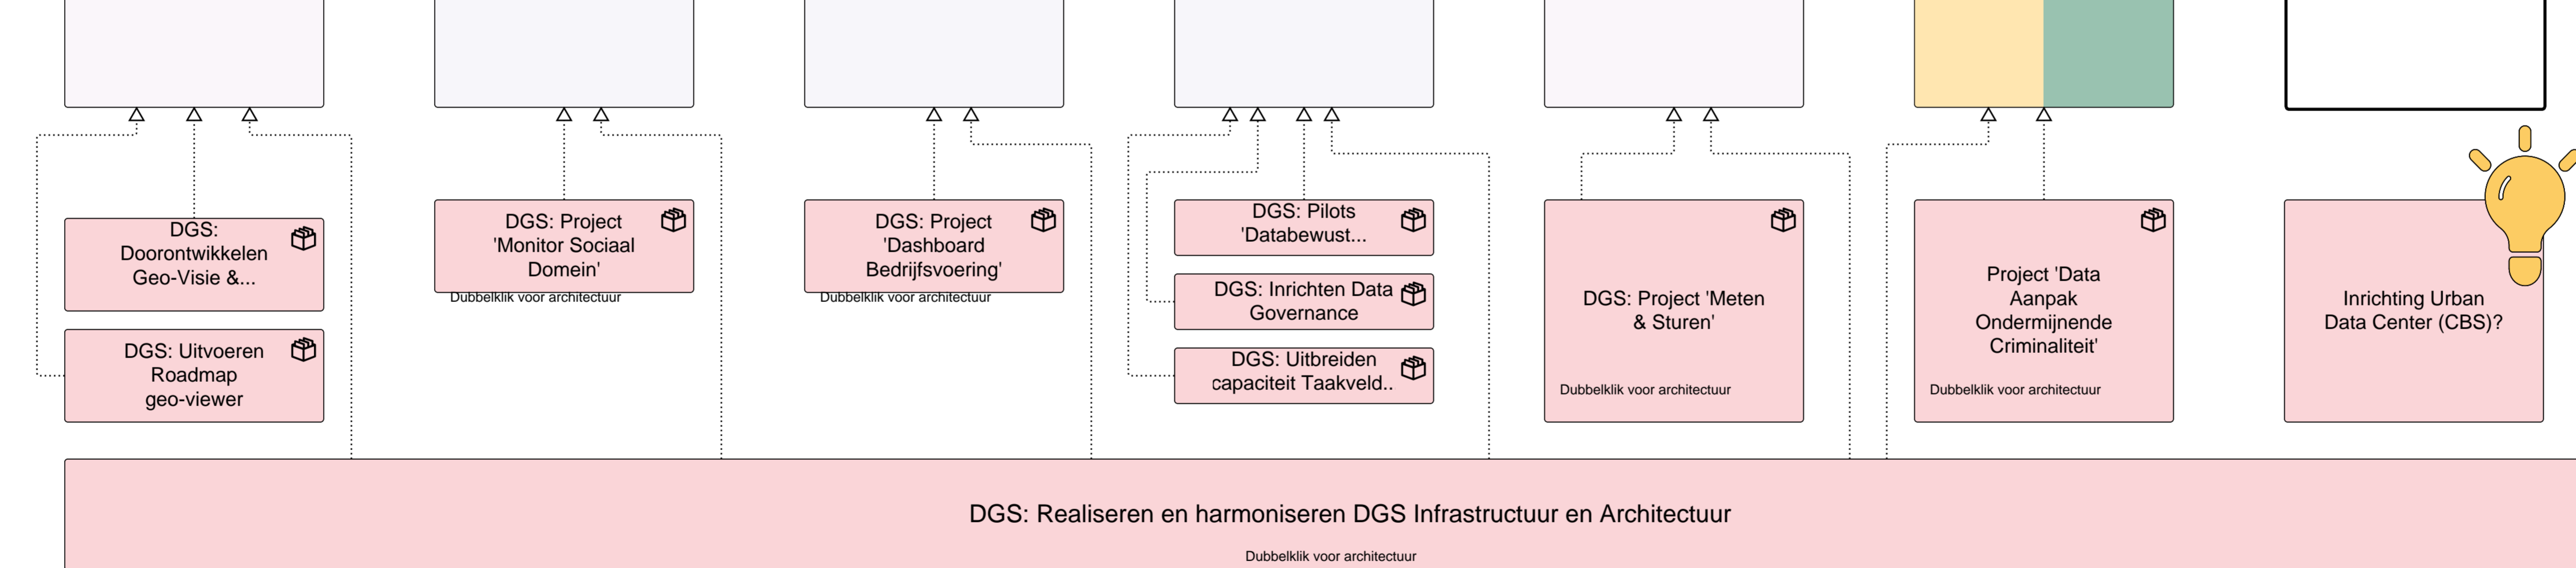 DGS:
Doorontwikkelen
Geo-Visie &...
DGS: Uitvoeren
Roadmap
geo-viewer
DGS: Project
'Monitor Sociaal
Domein'
Dubbelklik voor architectuur
DGS: Project
'Dashboard
Bedrijfsvoering'
Dubbelklik voor architectuur
DGS: Pilots
'Databewust...
DGS: Inrichten Data
Governance
DGS: Uitbreiden
capaciteit Taakveld..
DGS: Project 'Meten
& Sturen'
Dubbelklik voor architectuur
Project 'Data
Aanpak
Ondermijnende
Criminaliteit'
Dubbelklik voor architectuur
Inrichting Urban
Data Center (CBS)?
DGS: Realiseren en harmoniseren DGS Infrastructuur en Architectuur
Dubbelklik voor architectuur